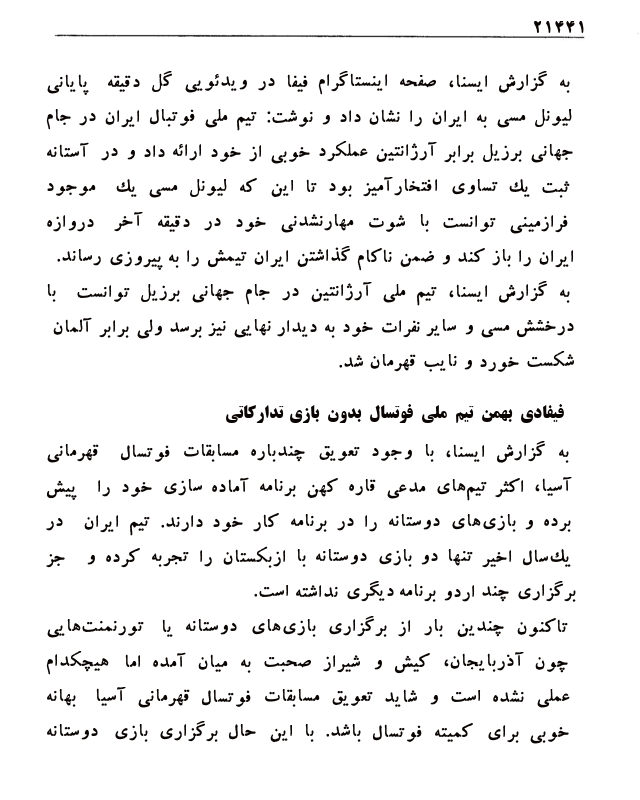 ۲۱۴۴۱
به گزارش ایسنا، صفحه اینستاگرام فیفا در ویدئویی گل دقیقه پایانی
لیونل مسی به ایران را نشان داد و نوشت: تیم ملی فوتبال ایران در جام
جهانی برزیل برابر آرژانتین عملکرد خوبی از خود ارائه داد و در آستانه
ثبت یك تساوی افتخارآمیز بود تا این که لیونل مسی یك موجود
فرازمینی توانست با شوت مهارنشدنی خود در دقیقه آخر دروازه
ایران را باز کند و ضمن ناکام گذاشتن ایران تیمش را به پیروزی رساند.
به گزارش ایسنا، تیم ملی آرژانتین در جام جهانی برزیل توانست با
درخشش مسی و سایر نفرات خود به دیدار نهایی نیز برسد ولی برابر آلمان
شکست خورد و نایب قهرمان شد.
فیفادی بهمن تیم ملی فوتسال بدون بازی تدارکاتی
به گزارش ایسنا، با وجود تعویق چندباره مسابقات فوتسال قهرمانی
آسیا، اکثر تیم‌های مدعی قاره کهن برنامه آماده سازی خود را پیش
برده و بازی‌های دوستانه را در برنامه کار خود دارند. تیم ایران در
یك‌سال اخیر تنها دو بازی دوستانه با ازبکستان را تجربه کرده و جز
برگزاری چند اردو برنامه دیگری نداشته است.
تاکنون چندین بار از برگزاری بازی‌های دوستانه یا تورنمنت‌هایی
چون آذربایجان، کیش و شیراز صحبت به میان آمده اما هیچکدام
عملی نشده است و شاید تعویق مسابقات فوتسال قهرمانی آسیا بهانه
خوبی برای کمیته فوتسال باشد. با این حال برگزاری بازی دوستانه